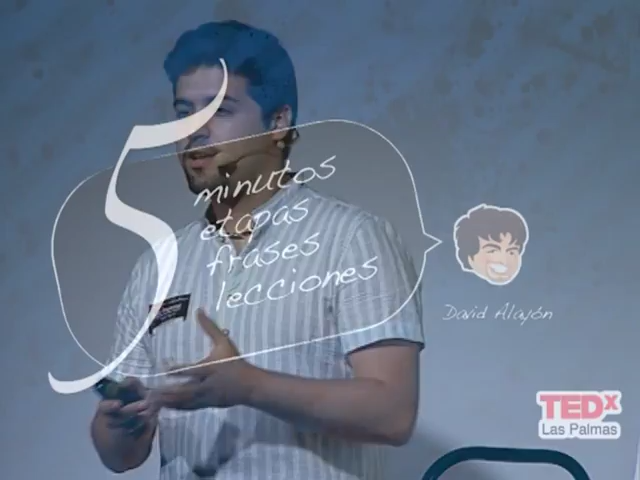 5
minutos
etapas
frases
lecciones
David Alayón
TEDx
Las Palmas